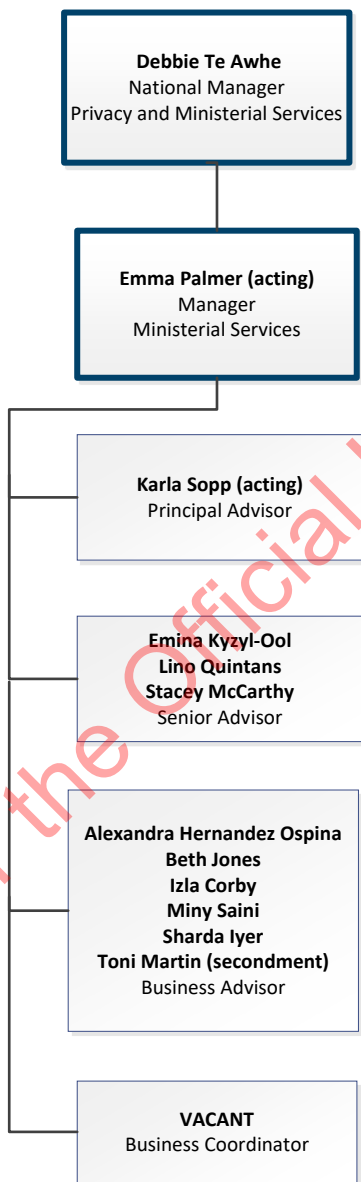 Debbie Te Awhe
National Manager
Privacy and Ministerial Services
Emma Palmer (acting)
Manager
Ministerial Services
Karla Sopp (acting)
Principal Advisor
Emina Kyzyl-Ool
Lino Quintans
Stacey McCarthy
Senior Advisor
Alexandra Hernandez Ospina
Beth Jones
Izla Corby
Miny Saini
Sharda Iyer
Toni Martin (secondment)
Business Advisor
VACANT
Business Coordinator
the Official